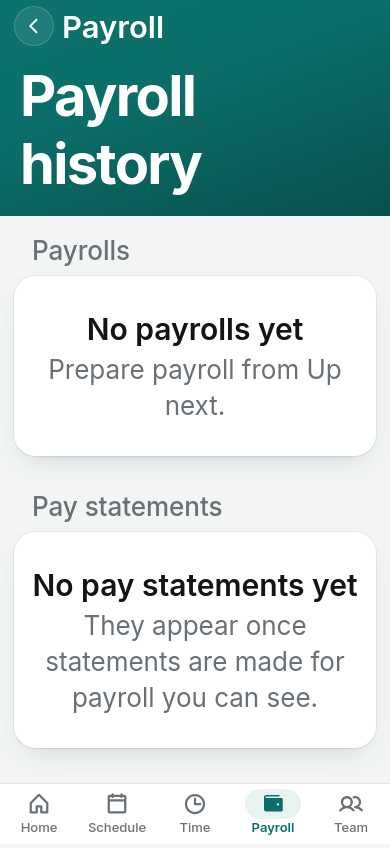 Payroll
Payroll
history
Payrolls
No payrolls yet
Prepare payroll from Up
next.
Pay statements
No pay statements yet
They appear once
statements are made for
payroll you can see.
Home
Schedule
Time
Payroll
Team